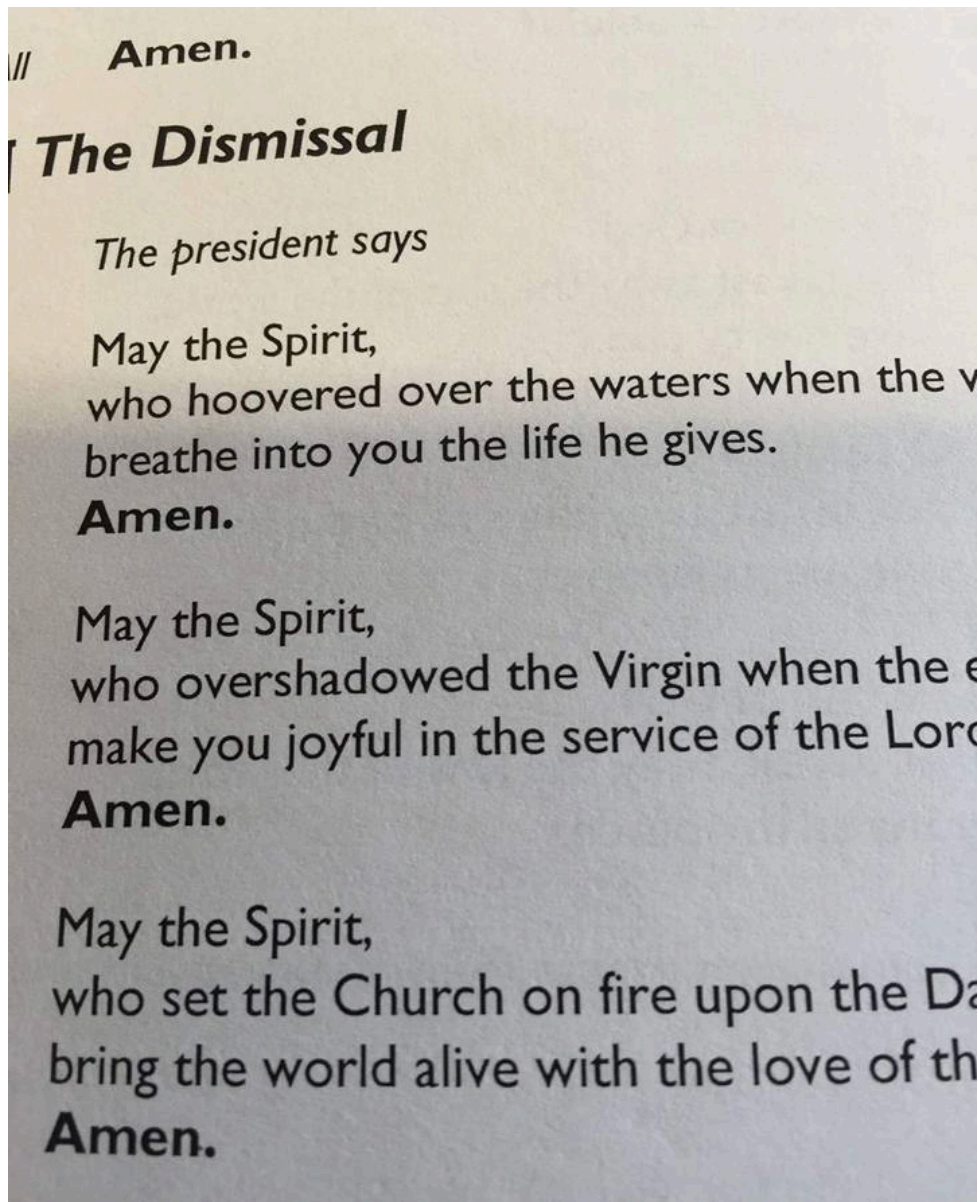 Amen.
The Dismissal
The president says
May the Spirit,
who hoovered over the waters when the
breathe into you the life he gives.
Amen.
May the Spirit,
who overshadowed the Virgin when the
make you joyful in the service of the
Amen.
May the Spirit,
who set the Church on fire upon the
bring the world alive with the love of
Amen.